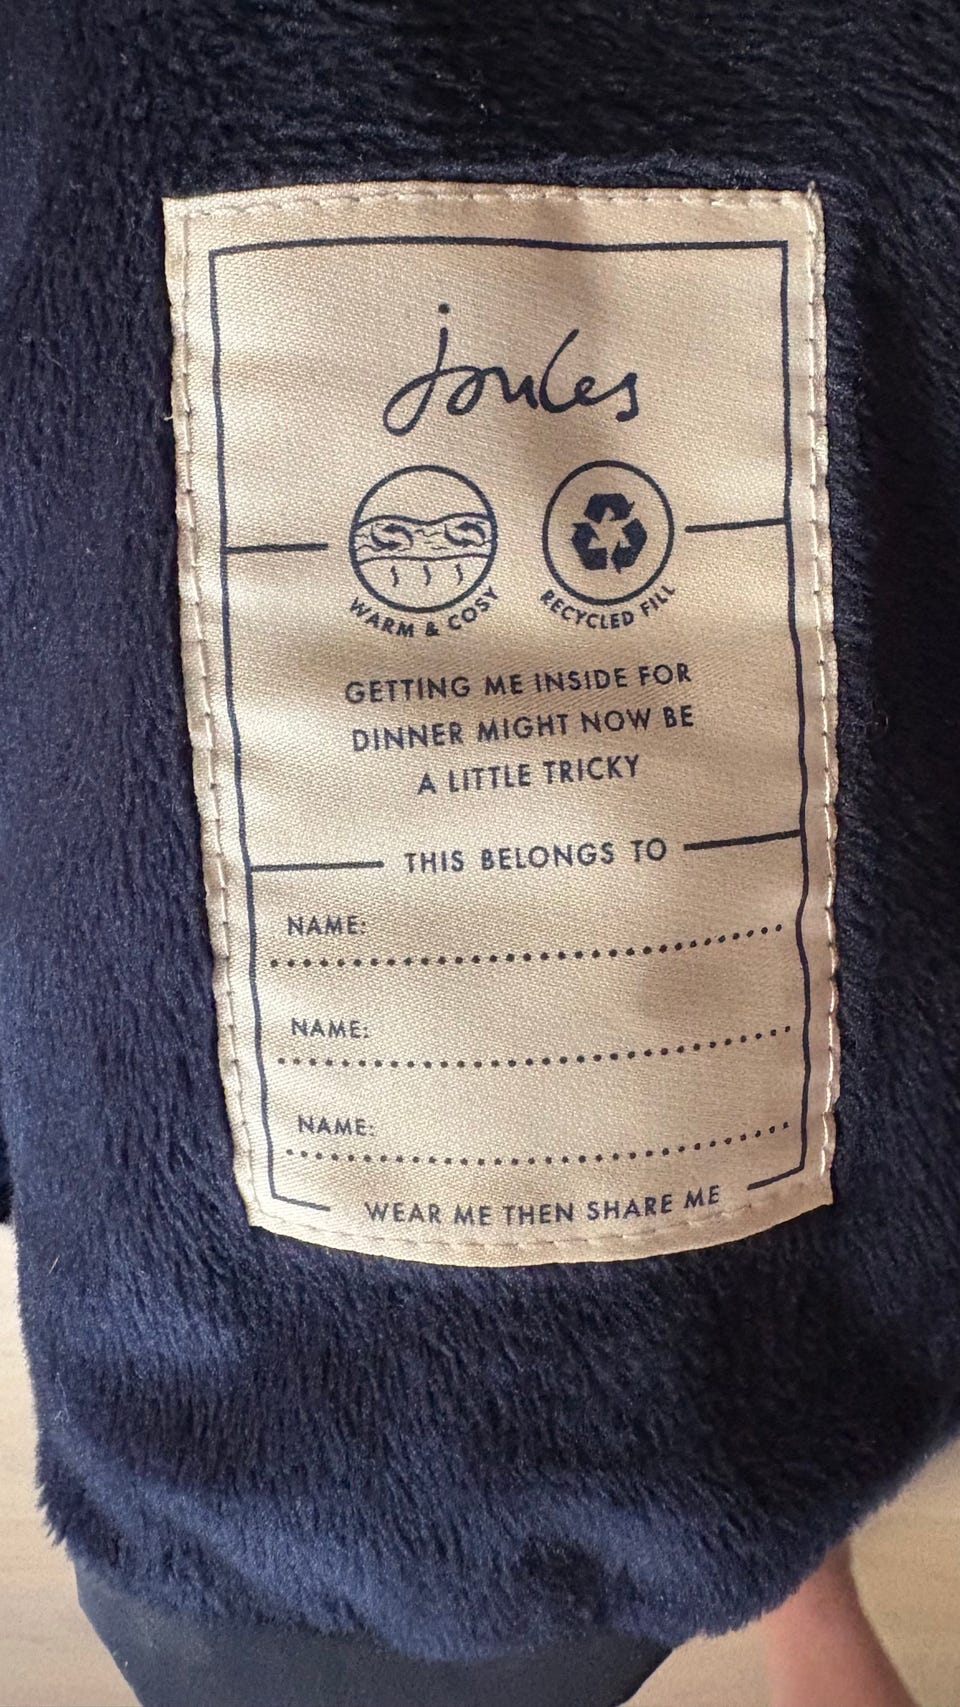 joules
WARM & COSY
RECYCLED FILL
GETTING ME INSIDE FOR
DINNER MIGHT NOW BE
A LITTLE TRICKY
THIS BELONGS TO
NAME:
NAME:
NAME:
WEAR ME THEN SHARE ME